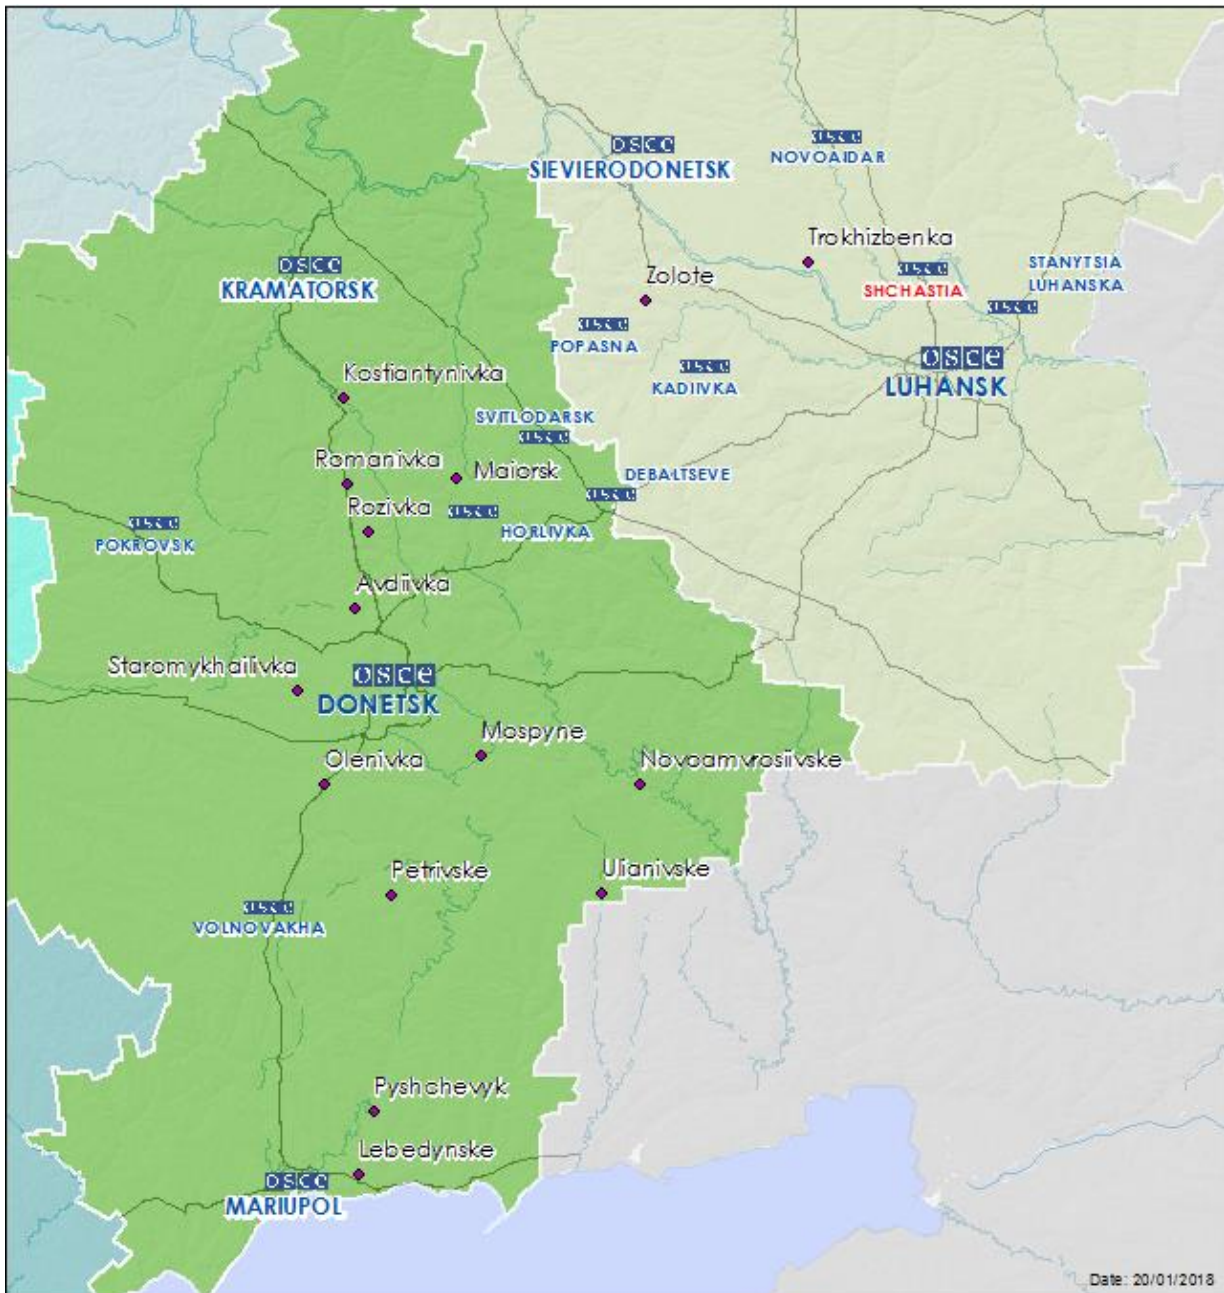 osce
SIEVIERODONETSK
osce
NOVOAIDAR
Trokhizbenka
osce
KRAMATORSK
osce
SHCHASTIA
STANYTSIA
LUHANSKA
osce
Zolote
osce
POPASNA
osce
KADIIVKA
osce
LUHANSK
Kostiantynivka
SVITLODARSK
osce
Romanivka
Maiorsk
DEBALTSEVE
osce
Rozivka
osce
HORLIVKA
osce
POKROVSK
Avdiivka
Staromykhailivka
osce
DONETSK
Mospyne
Olenivka
Novoamvrosiivske
Petrivske
Ulianivske
osce
VOLNOVAKHA
Pyshchevyk
Lebedynske
osce
MARIUPOL
Date: 20/01/2018